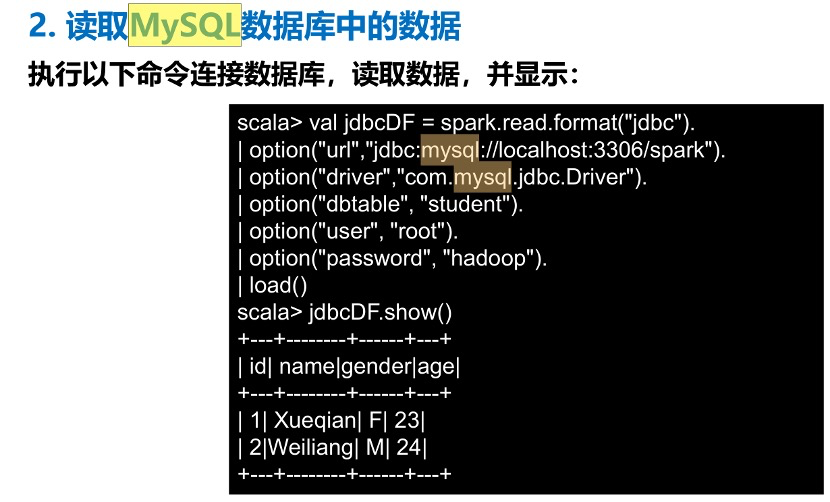 2. 读取MySQL数据库中的数据
执行以下命令连接数据库，读取数据，并显示：
scala> val jdbcDF = spark.read.format("jdbc").
| option("url","jdbc:mysql://localhost:3306/spark").
| option("driver","com.mysql.jdbc.Driver").
| option("dbtable", "student").
| option("user", "root").
| option("password", "hadoop").
| load()
scala> jdbcDF.show()
+---+--------+------+---+
| id| name|gender|age|
+---+--------+------+---+
| 1| Xueqian| F| 23|
| 2|Weiliang| M| 24|
+---+--------+------+---+